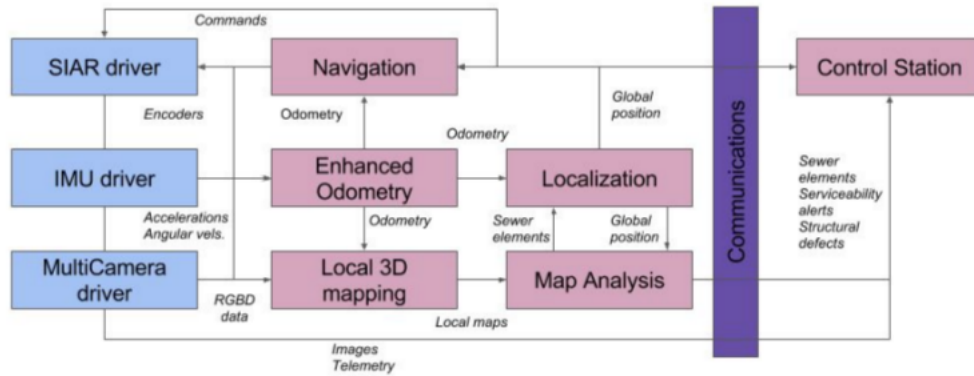 Commands
SIAR driver
Navigation
Control Station
Encoders
Odometry
Global
position
Odometry
IMU driver
Enhanced
Odometry
Localization
Communications
Sewer
elements
Serviceability
alerts
Structural
defects
Accelerations
Angular vels.
Odometry
Sewer
elements
Global
position
MultiCamera
driver
Local 3D
mapping
Map Analysis
RGBD
data
Local maps
Images
Telemetry